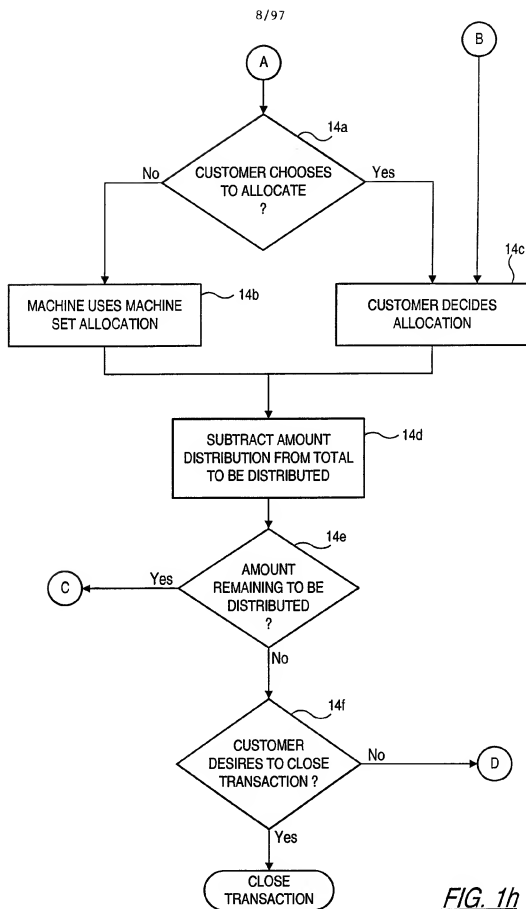 8/97
A
B
14a
CUSTOMER CHOOSES
TO ALLOCATE
?
No
Yes
14b
MACHINE USES MACHINE
SET ALLOCATION
14c
CUSTOMER DECIDES
ALLOCATION
14d
SUBTRACT AMOUNT
DISTRIBUTION FROM TOTAL
TO BE DISTRIBUTED
14e
AMOUNT
REMAINING TO BE
DISTRIBUTED
?
Yes
C
No
14f
CUSTOMER
DESIRES TO CLOSE
TRANSACTION ?
No
D
Yes
CLOSE
TRANSACTION
FIG. 1h